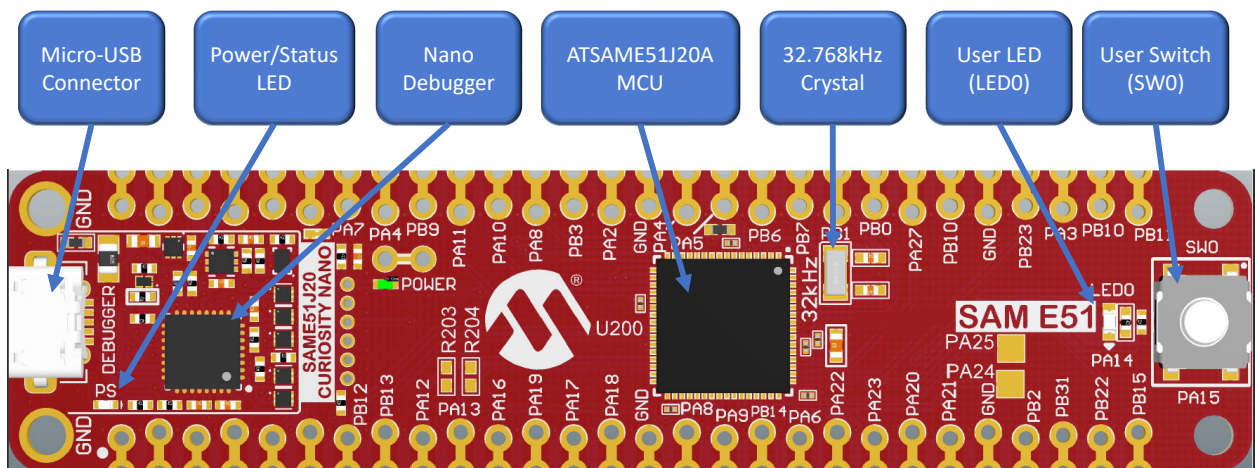 Micro-USB
Connector
Power/Status
LED
Nano
Debugger
ATSAME51J20A
MCU
32.768kHz
Crystal
User LED
(LED0)
User Switch
(SW0)
GND
PA7
PA4
PB9
PA11
PA10
PA8
PB3
PA2
GND
PA4
PA5
PB6
PB7
PB1
PB0
PA27
PB10
GND
PB23
PA3
PB10
PB11
SW0
DEBUGGER
PS
SAME51J20
CURIOSITY NANO
POWER
R203
R204
®
U200
32kHz
SAM E51
LED0
PA14
PA25
PA24
PA15
GND
PB12
PB13
PA12
PA13
PA16
PA19
PA17
PA18
GND
PA8
PA9
PB14
PA6
PA22
PA23
PA20
PA21
GND
PB2
PB31
PB22
PB15